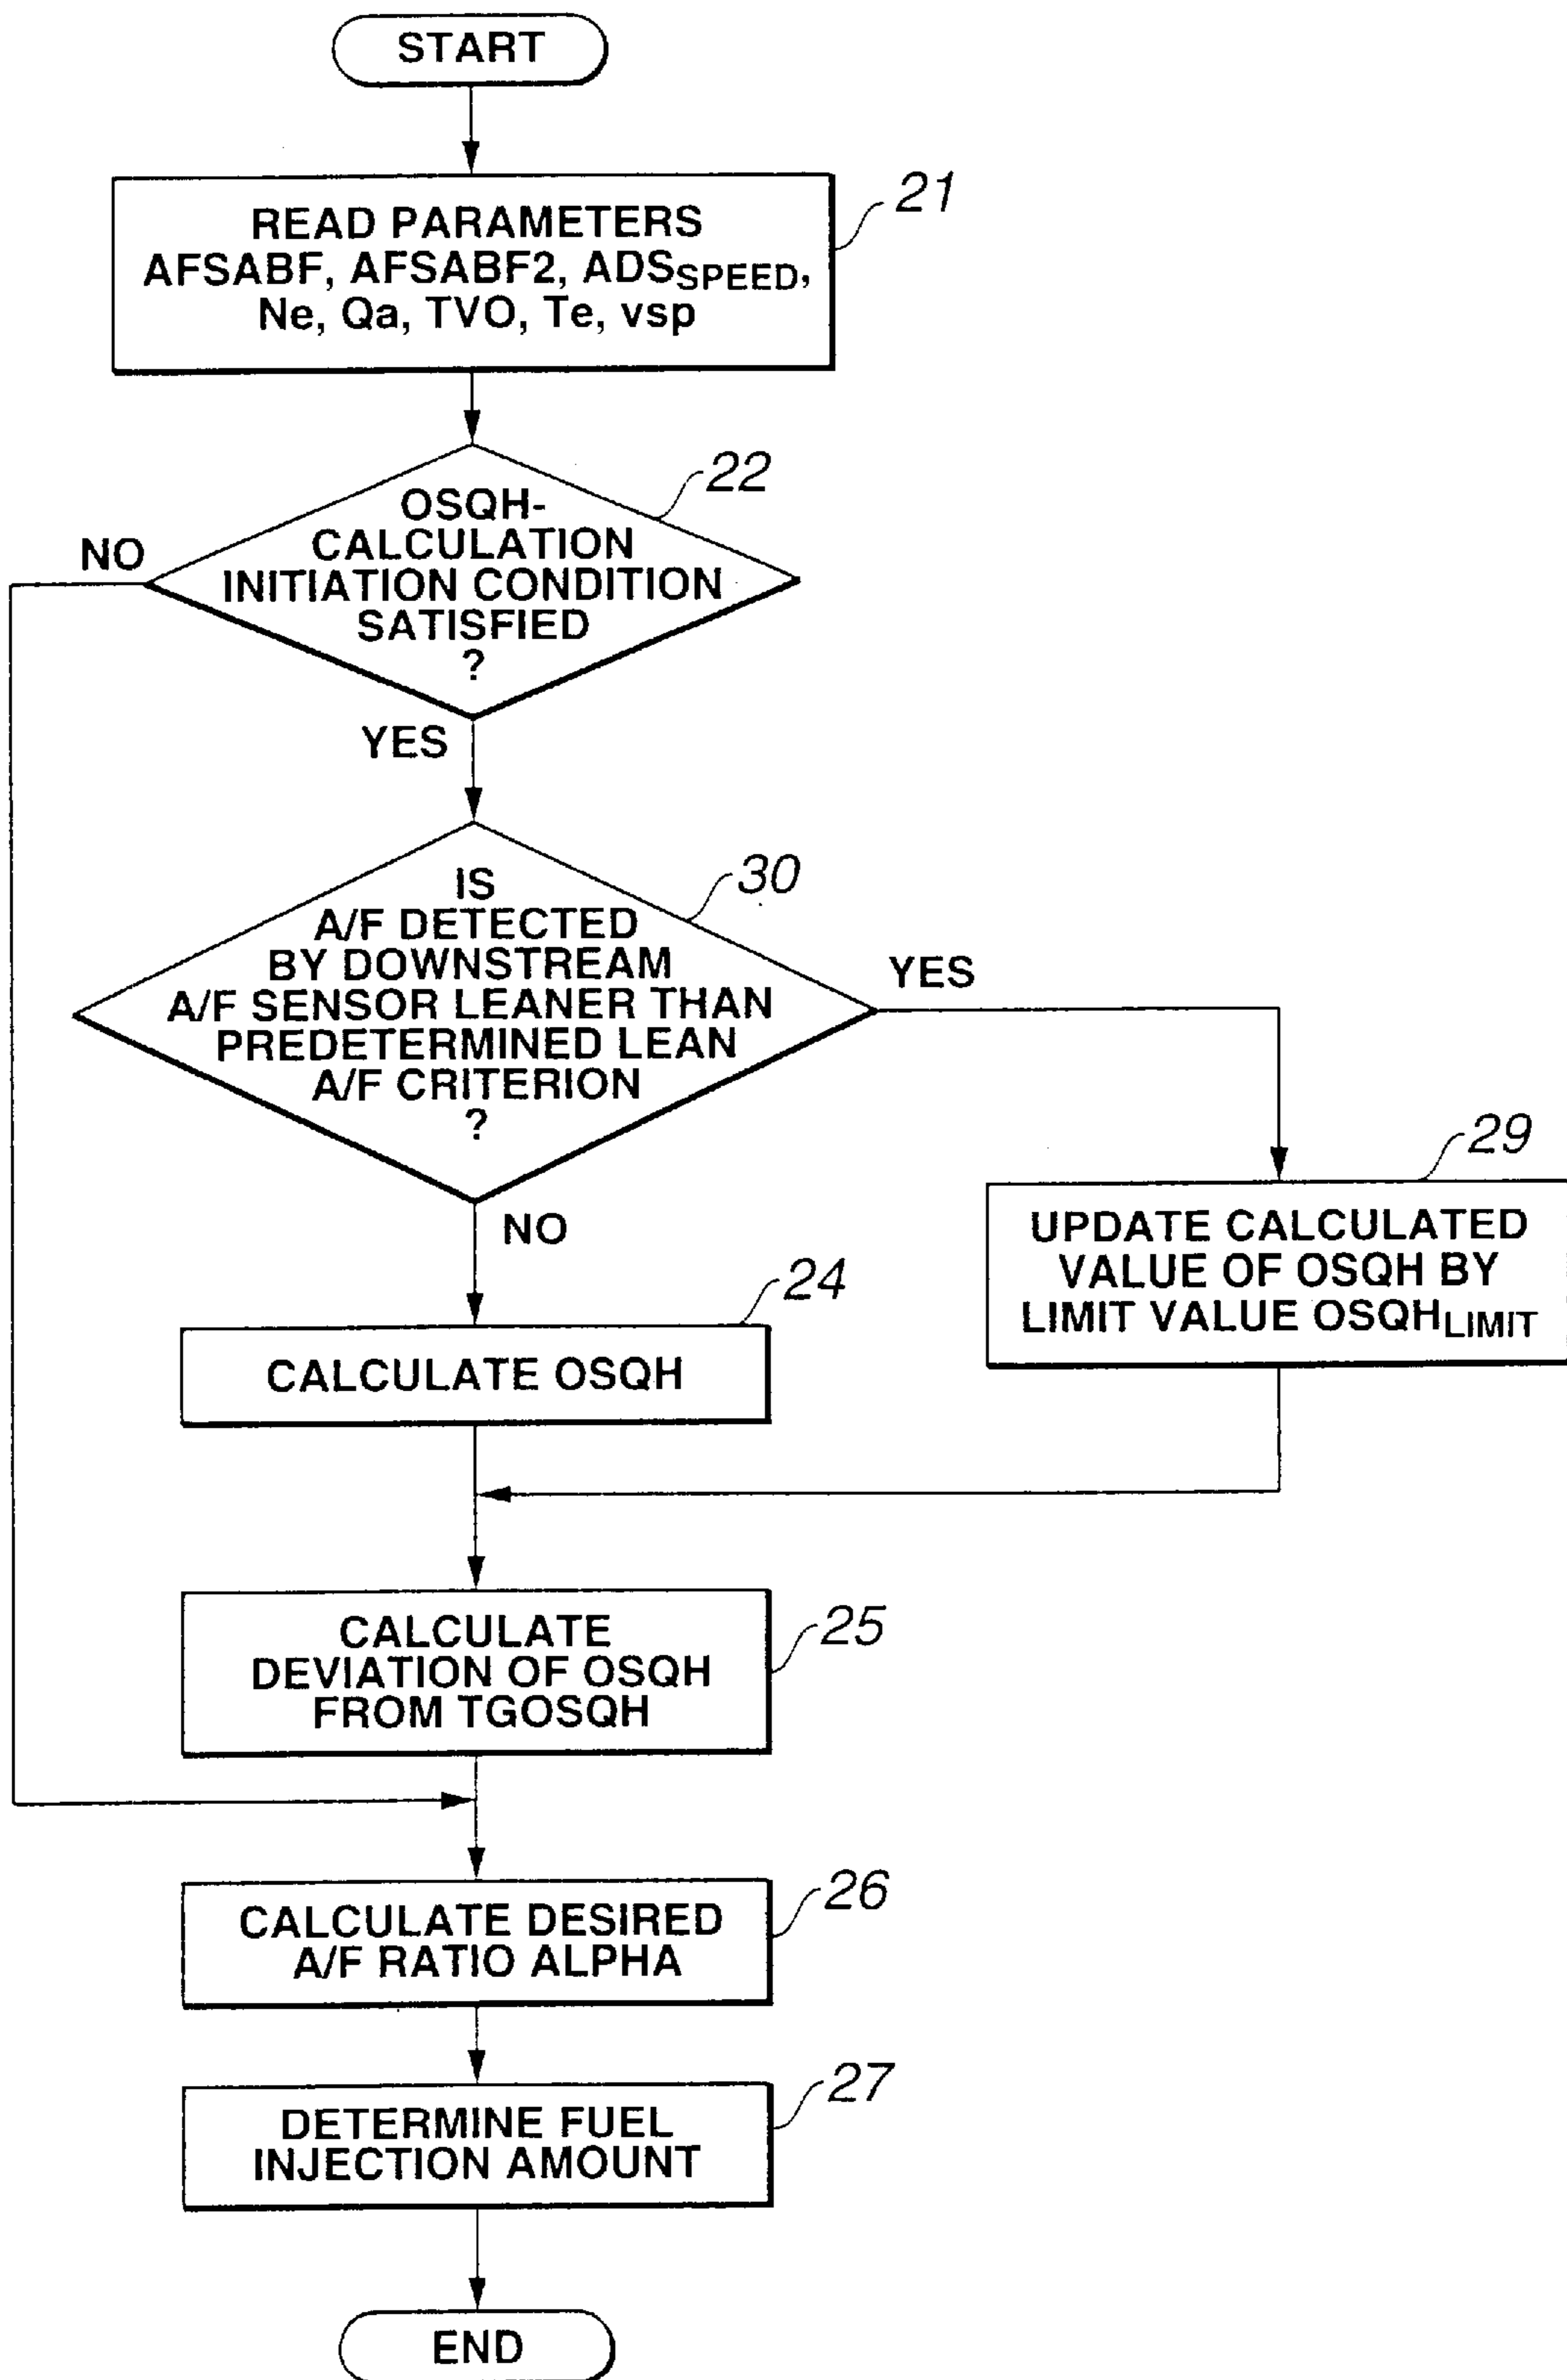 START
21
READ PARAMETERS
AFSABF, AFSABF2, ADSSPEED,
Ne, Qa, TVO, Te, vsp
22
OSQH-
CALCULATION
INITIATION CONDITION
SATISFIED
?
NO
YES
30
IS
A/F DETECTED
BY DOWNSTREAM
A/F SENSOR LEANER THAN
PREDETERMINED LEAN
A/F CRITERION
?
YES
NO
29
UPDATE CALCULATED
VALUE OF OSQH BY
LIMIT VALUE OSQHLIMIT
24
CALCULATE OSQH
25
CALCULATE
DEVIATION OF OSQH
FROM TGOSQH
26
CALCULATE DESIRED
A/F RATIO ALPHA
27
DETERMINE FUEL
INJECTION AMOUNT
END